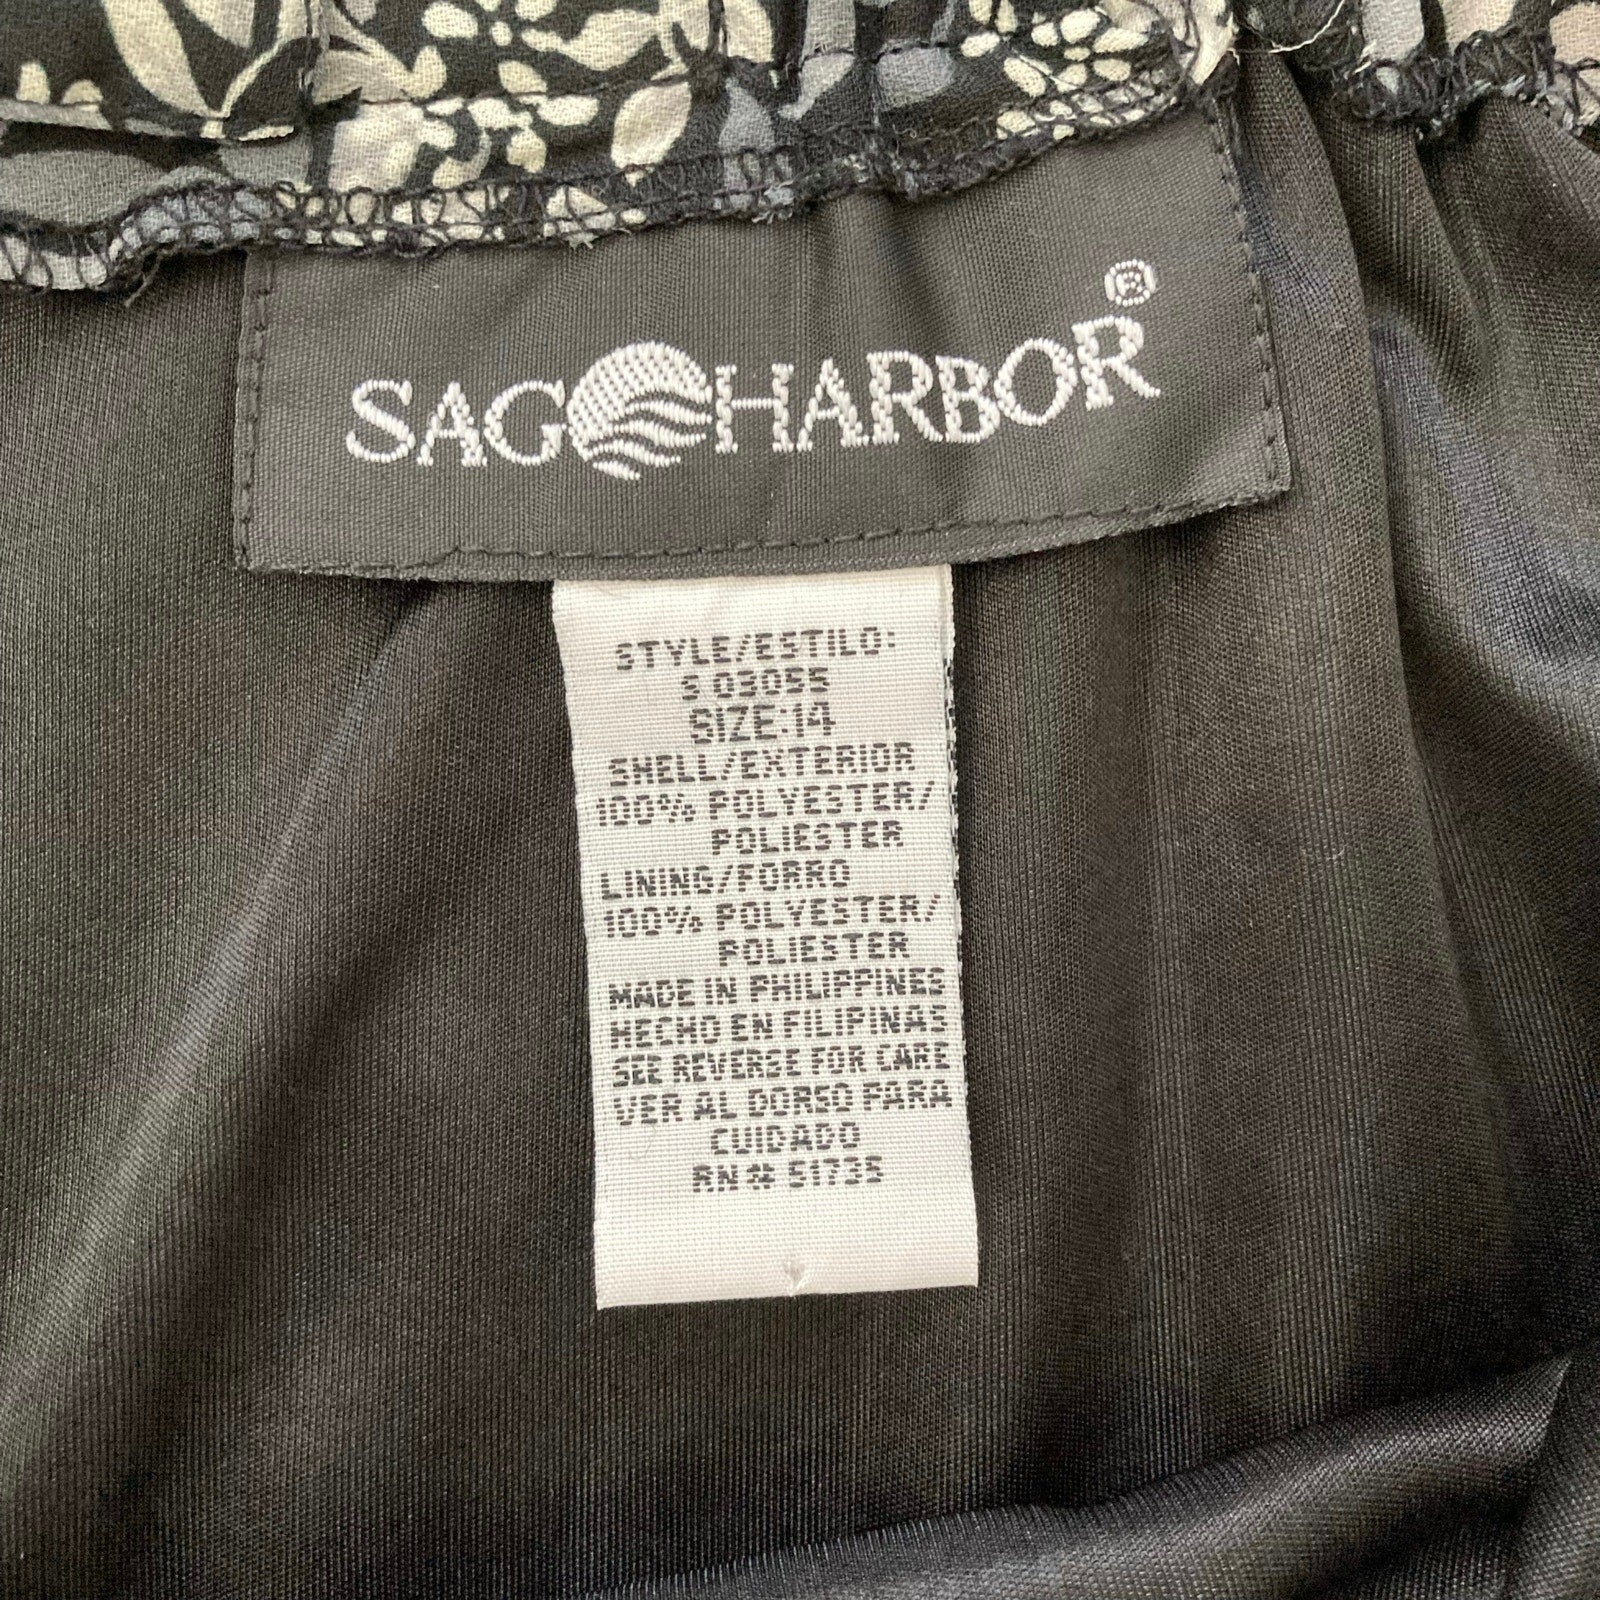 SAG HARBOR®
STYLE/ESTILO:
S 03055
SIZE:14
SHELL/EXTERIOR
100% POLYESTER/
POLIESTER
LINING/FORRO
100% POLYESTER/
POLIESTER
MADE IN PHILIPPINES
HECHO EN FILIPINAS
SEE REVERSE FOR CARE
VER AL DORSO PARA
CUIDADO
RN# 51735